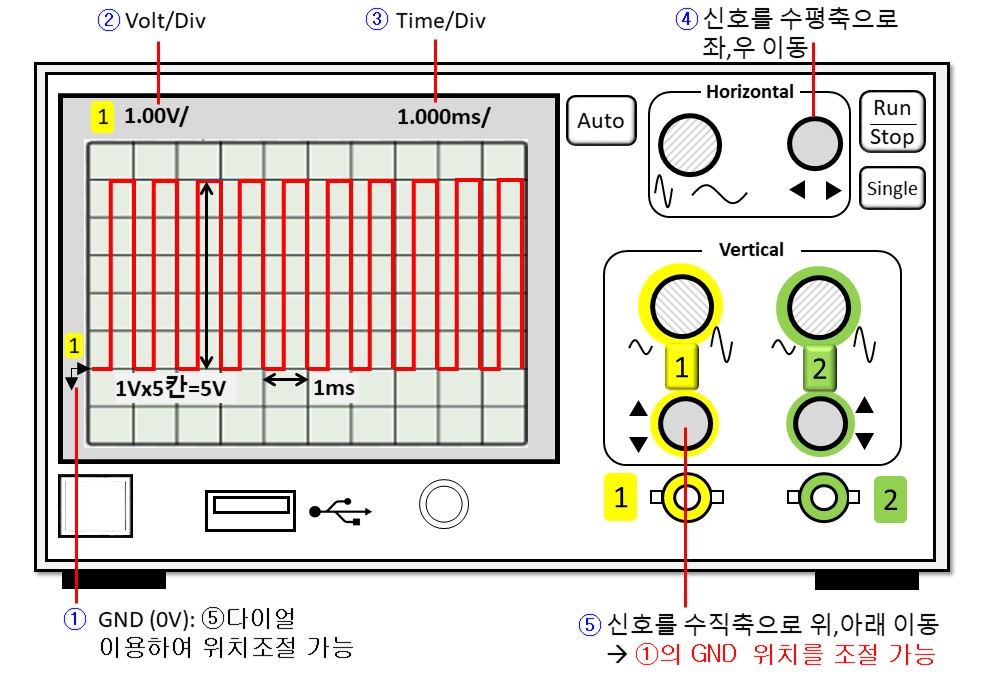 ② Volt/Div
③ Time/Div
④ 신호를 수평축으로
좌,우 이동
1 1.00V/
1.000ms/
Auto
Horizontal
Run
Stop
Single
Vertical
1
1Vx5칸=5V
1ms
1
2
1
2
① GND (0V): ⑤다이얼
이용하여 위치조절 가능
⑤ 신호를 수직축으로 위,아래 이동
→ ①의 GND 위치를 조절 가능